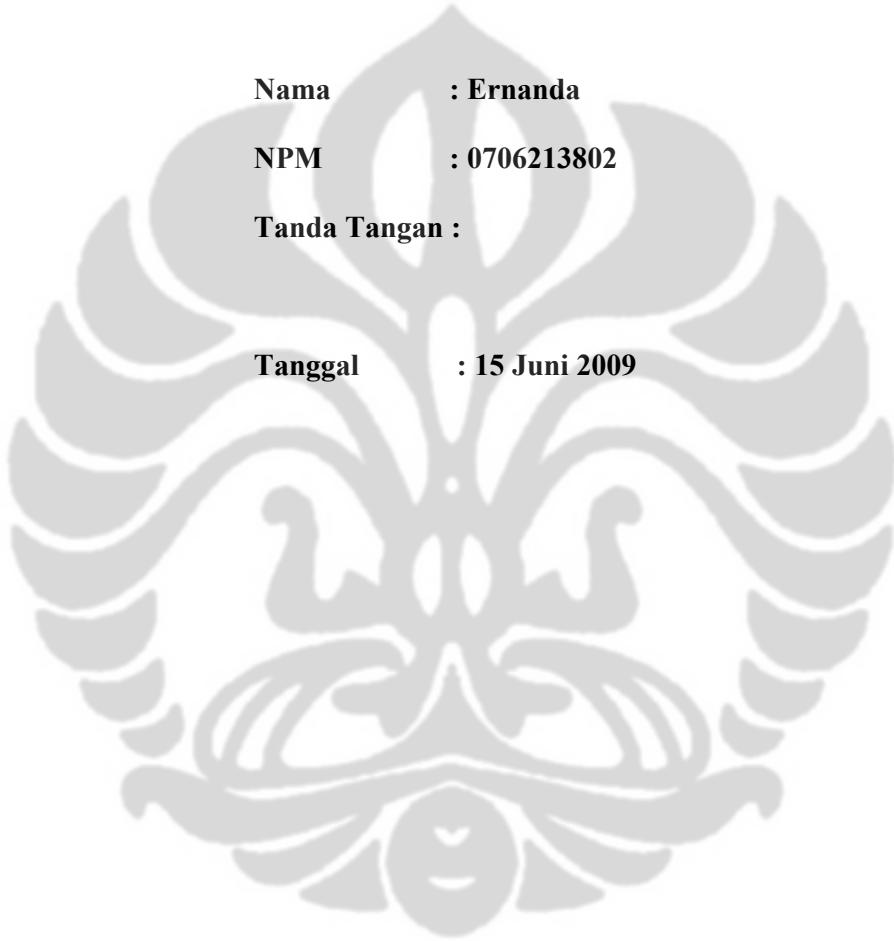 Nama : Ernanda
NPM : 0706213802
Tanda Tangan :
Tanggal : 15 Juni 2009